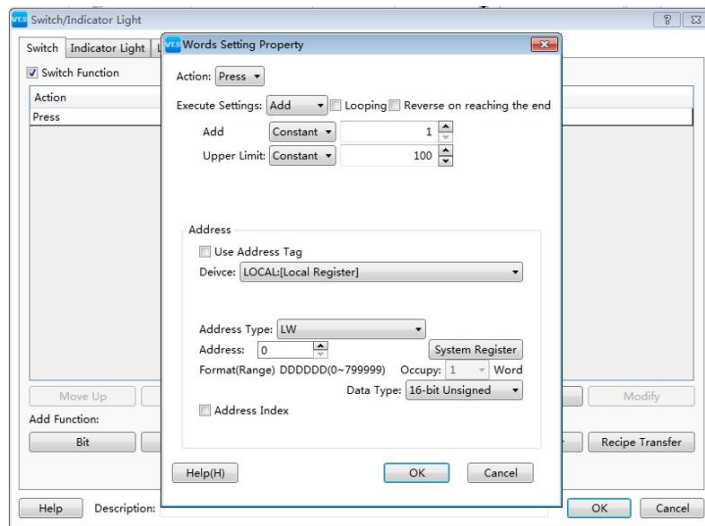 VT.S Switch/Indicator Light
Switch Indicator Light L
Switch Function
Action
Press
Move Up
Modify
Add Function:
Bit
Recipe Transfer
Help Description:
OK Cancel
VT.S Words Setting Property
Action: Press
Execute Settings: Add Looping Reverse on reaching the end
Add Constant 1
Upper Limit: Constant 100
Address
Use Address Tag
Deivce: LOCAL:[Local Register]
Address Type: LW
Address: 0 System Register
Format(Range) DDDDDD(0~799999) Occupy: 1 Word
Data Type: 16-bit Unsigned
Address Index
Help(H) OK Cancel